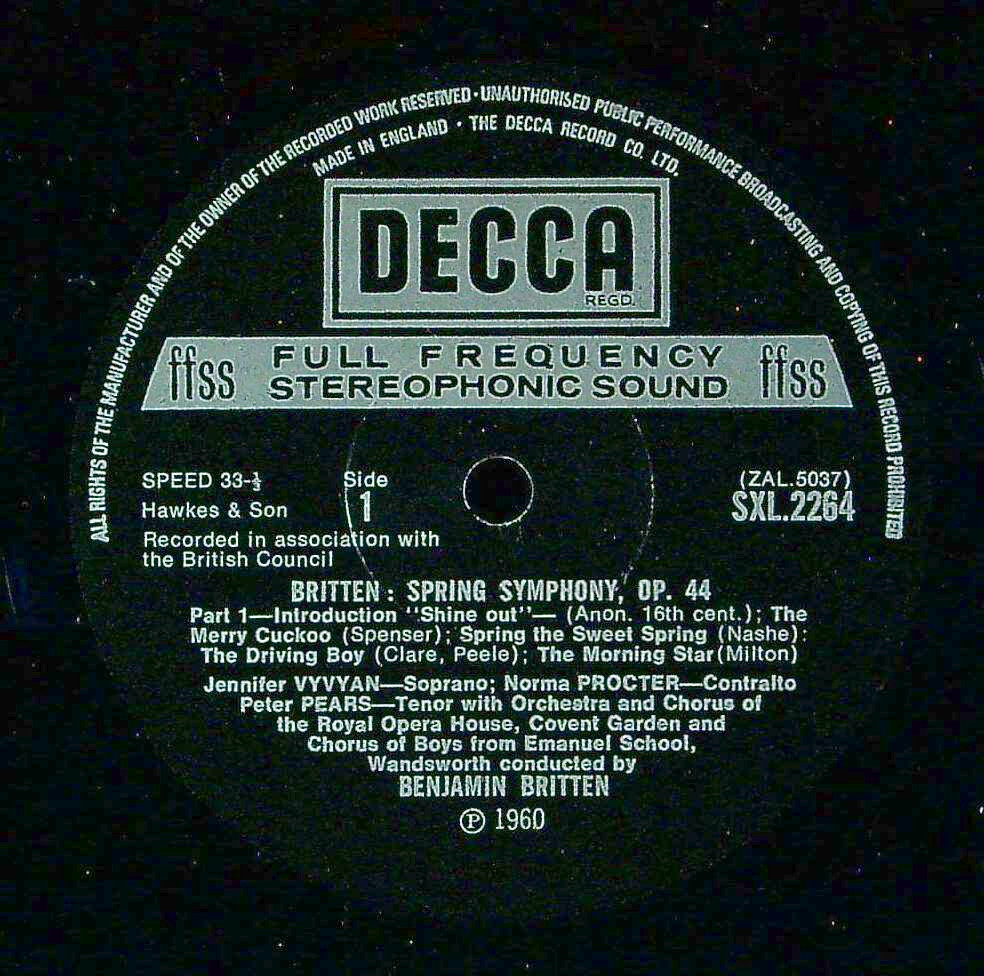 ALL RIGHTS OF THE MANUFACTURER AND OF THE OWNER OF THE RECORDED WORK RESERVED · UNAUTHORISED PUBLIC PERFORMANCE BROADCASTING AND COPYING OF THIS RECORD PROHIBITED
MADE IN ENGLAND · THE DECCA RECORD CO. LTD.
DECCA
REGD.
ffss FULL FREQUENCY STEREOPHONIC SOUND ffss
SPEED 33-⅓ Side (ZAL.5037)
Hawkes & Son 1 SXL.2264
Recorded in association with
the British Council
BRITTEN : SPRING SYMPHONY, OP. 44
Part 1—Introduction "Shine out"— (Anon. 16th cent.); The
Merry Cuckoo (Spenser); Spring the Sweet Spring (Nashe):
The Driving Boy (Clare, Peele); The Morning Star (Milton)
Jennifer VYVYAN—Soprano; Norma PROCTER—Contralto
Peter PEARS—Tenor with Orchestra and Chorus of
the Royal Opera House, Covent Garden and
Chorus of Boys from Emanuel School,
Wandsworth conducted by
BENJAMIN BRITTEN
℗ 1960